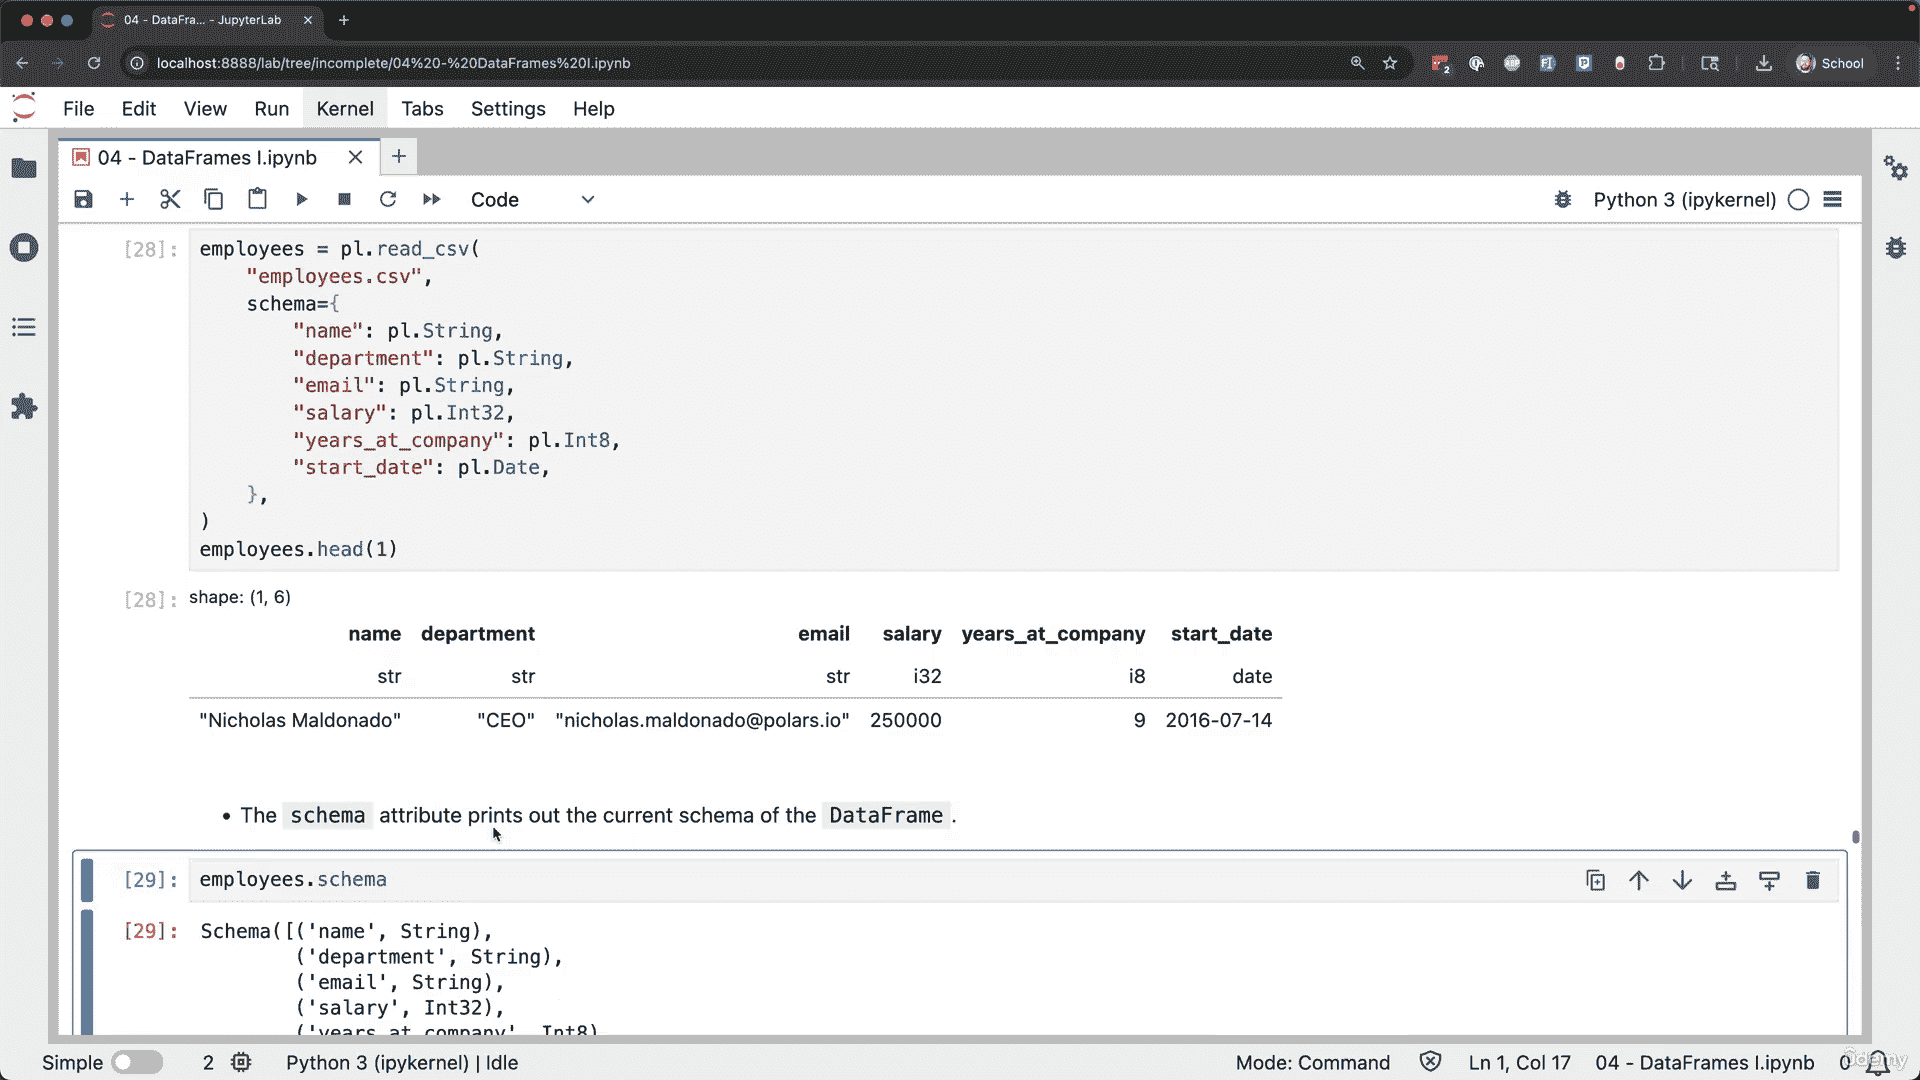 04 - DataFra... - JupyterLab
localhost:8888/lab/tree/incomplete/04%20-%20DataFrames%20I.ipynb
2
School
File Edit View Run Kernel Tabs Settings Help
04 - DataFrames I.ipynb
Code
Python 3 (ipykernel)
[28]: employees = pl.read_csv(
"employees.csv",
schema={
"name": pl.String,
"department": pl.String,
"email": pl.String,
"salary": pl.Int32,
"years_at_company": pl.Int8,
"start_date": pl.Date,
},
)
employees.head(1)
[28]: shape: (1, 6)
name department email salary years_at_company start_date
str str str i32 i8 date
"Nicholas Maldonado" "CEO" "nicholas.maldonado@polars.io" 250000 9 2016-07-14
• The schema attribute prints out the current schema of the DataFrame.
[29]: employees.schema
[29]: Schema([('name', String),
('department', String),
('email', String),
('salary', Int32),
('years_at_company', Int8)
Simple 2 Python 3 (ipykernel) | Idle Mode: Command Ln 1, Col 17 04 - DataFrames I.ipynb 0
udemy